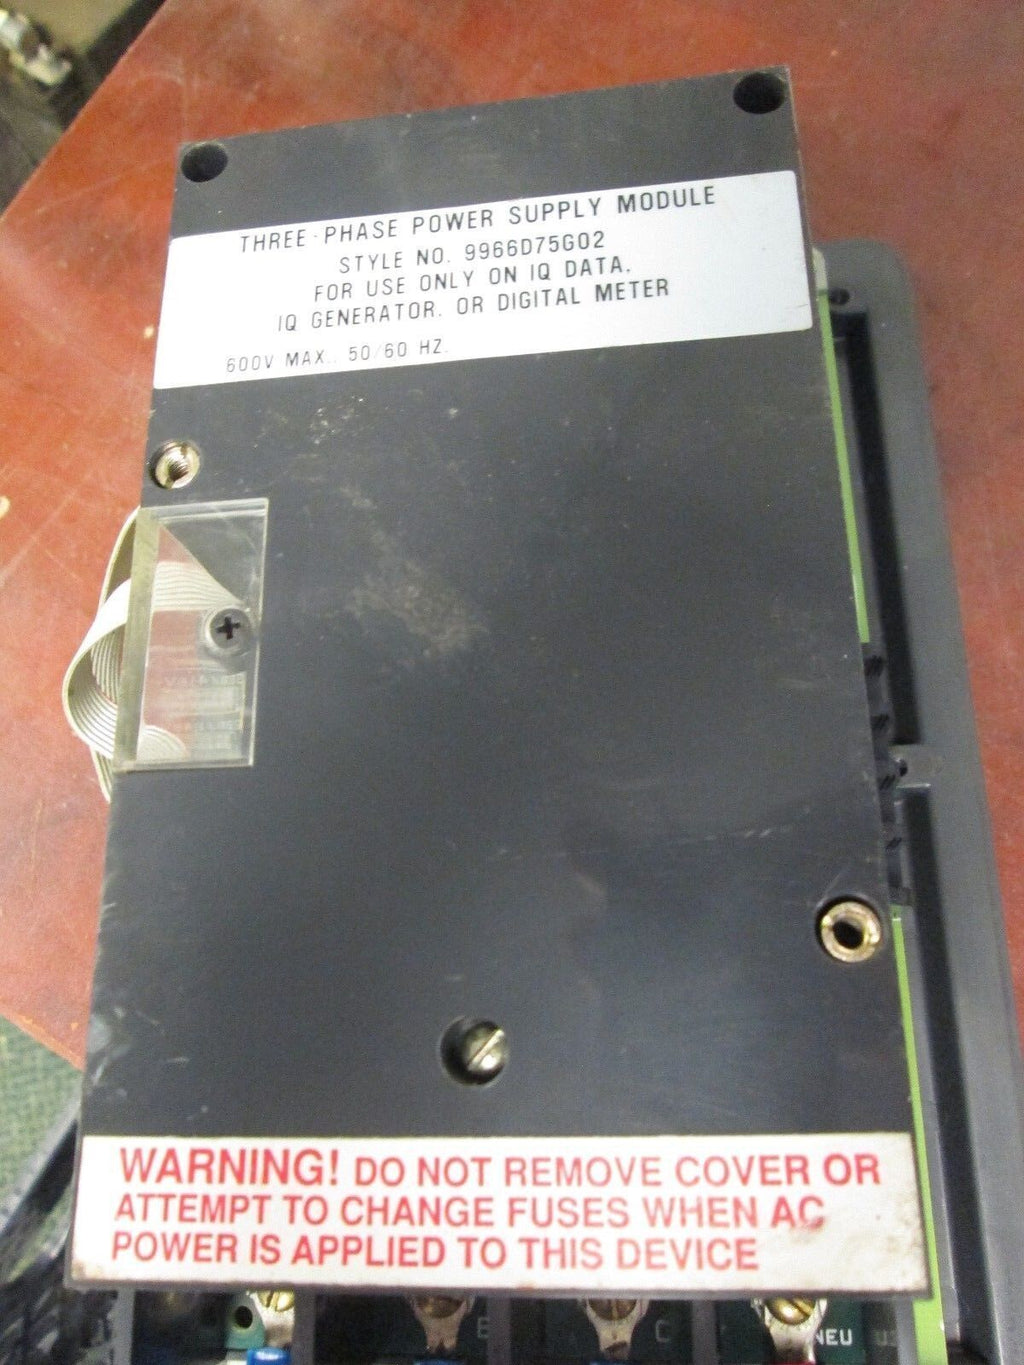 THREE-PHASE POWER SUPPLY MODULE
STYLE NO. 9966D75G02
FOR USE ONLY ON IQ DATA,
IQ GENERATOR. OR DIGITAL METER
600V MAX., 50/60 HZ.
WARNING! DO NOT REMOVE COVER OR
ATTEMPT TO CHANGE FUSES WHEN AC
POWER IS APPLIED TO THIS DEVICE
B C NEU